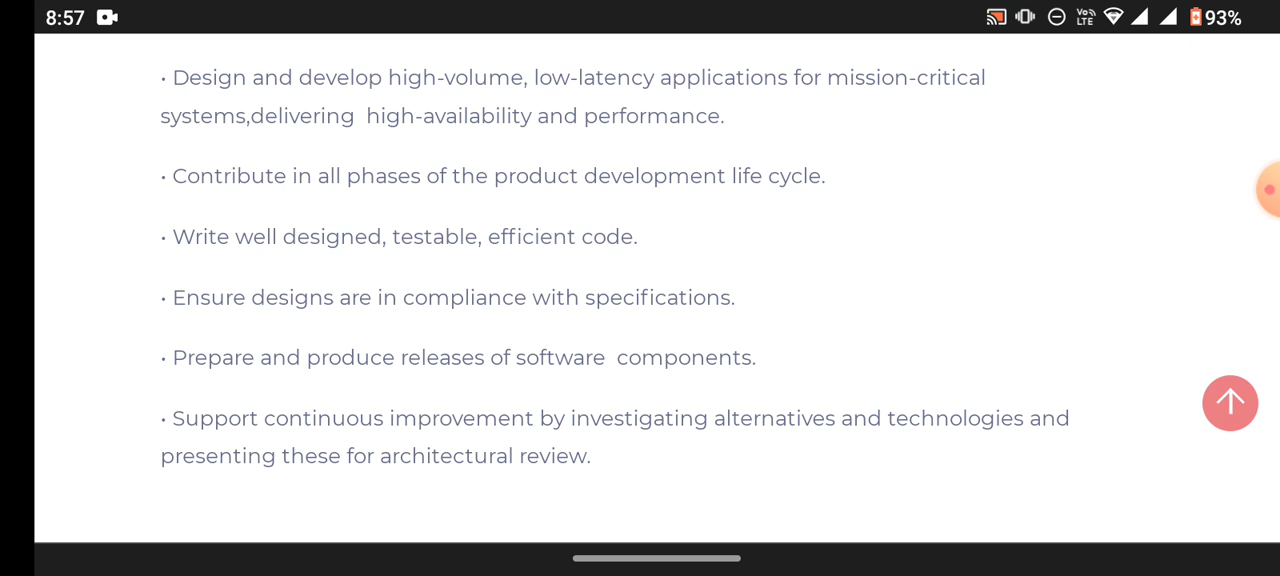 8:57 Vo LTE 93%
• Design and develop high-volume, low-latency applications for mission-critical
systems,delivering  high-availability and performance.
• Contribute in all phases of the product development life cycle.
• Write well designed, testable, efficient code.
• Ensure designs are in compliance with specifications.
• Prepare and produce releases of software  components.
• Support continuous improvement by investigating alternatives and technologies and
presenting these for architectural review.